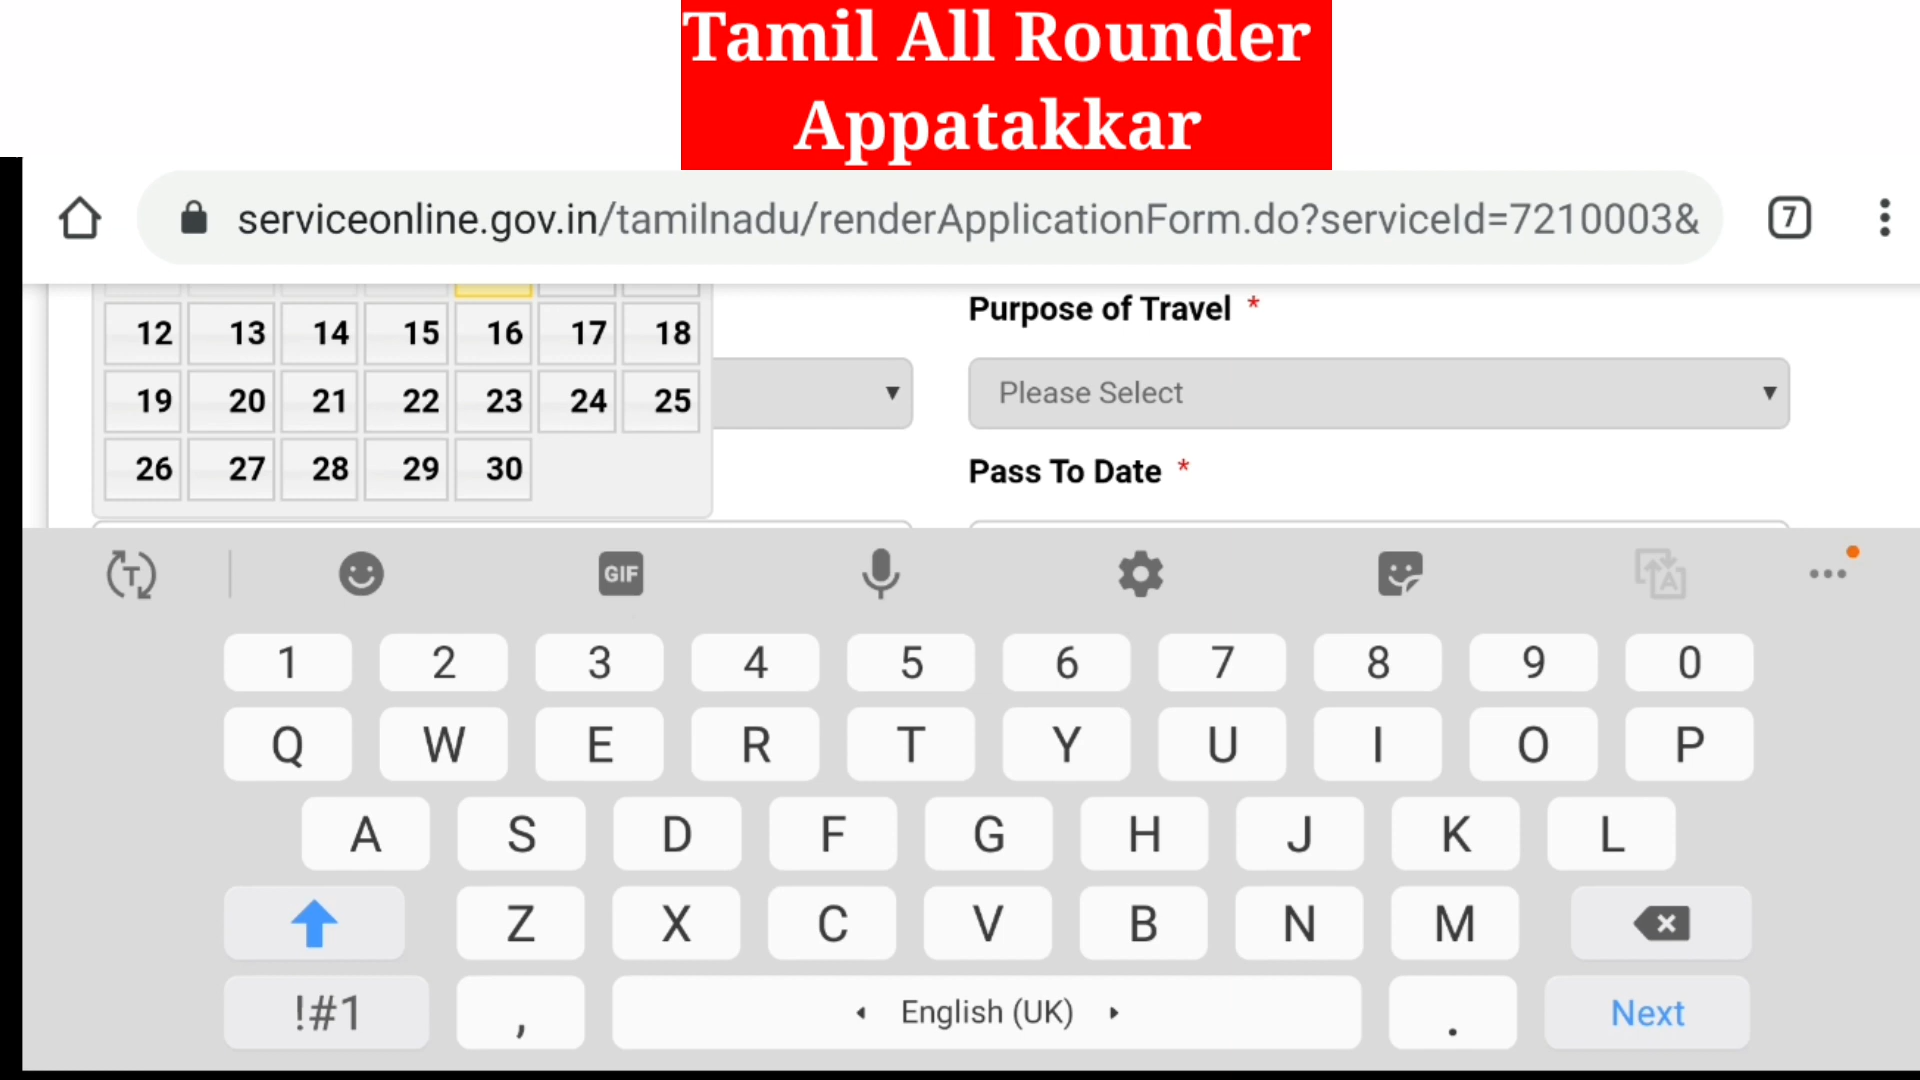 Tamil All Rounder
Appatakkar
serviceonline.gov.in/tamilnadu/renderApplicationForm.do?serviceId=7210003&
7
Purpose of Travel *
12 13 14 15 16 17 18
Please Select
19 20 21 22 23 24 25
26 27 28 29 30
Pass To Date *
T
GIF
A
1 2 3 4 5 6 7 8 9 0
Q W E R T Y U I O P
A S D F G H J K L
Z X C V B N M
!#1 , English (UK) . Next